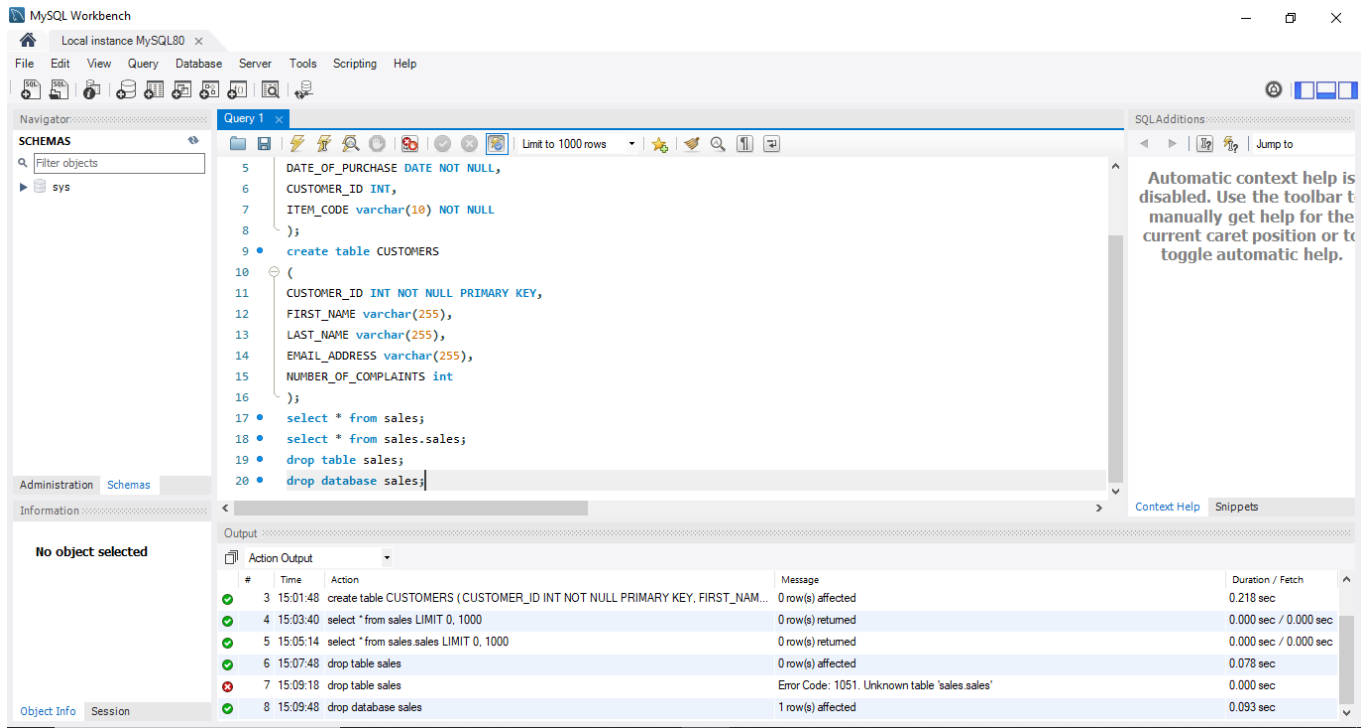 MySQL Workbench
Local instance MySQL80
File Edit View Query Database Server Tools Scripting Help
Navigator
SCHEMAS
Filter objects
sys
Administration Schemas
Information
No object selected
Object Info Session
Query 1
Limit to 1000 rows
5 DATE_OF_PURCHASE DATE NOT NULL,
6 CUSTOMER_ID INT,
7 ITEM_CODE varchar(10) NOT NULL
8 );
9 create table CUSTOMERS
10 (
11 CUSTOMER_ID INT NOT NULL PRIMARY KEY,
12 FIRST_NAME varchar(255),
13 LAST_NAME varchar(255),
14 EMAIL_ADDRESS varchar(255),
15 NUMBER_OF_COMPLAINTS int
16 );
17 select * from sales;
18 select * from sales.sales;
19 drop table sales;
20 drop database sales;
SQLAdditions
Jump to
Automatic context help is
disabled. Use the toolbar
manually get help for the
current caret position or
toggle automatic help.
Context Help Snippets
Output
Action Output
# Time Action Message Duration / Fetch
3 15:01:48 create table CUSTOMERS ( CUSTOMER_ID INT NOT NULL PRIMARY KEY, FIRST_NAM... 0 row(s) affected 0.218 sec
4 15:03:40 select * from sales LIMIT 0, 1000 0 row(s) returned 0.000 sec / 0.000 sec
5 15:05:14 select * from sales.sales LIMIT 0, 1000 0 row(s) returned 0.000 sec / 0.000 sec
6 15:07:48 drop table sales 0 row(s) affected 0.078 sec
7 15:09:18 drop table sales Error Code: 1051. Unknown table 'sales.sales' 0.000 sec
8 15:09:48 drop database sales 1 row(s) affected 0.093 sec